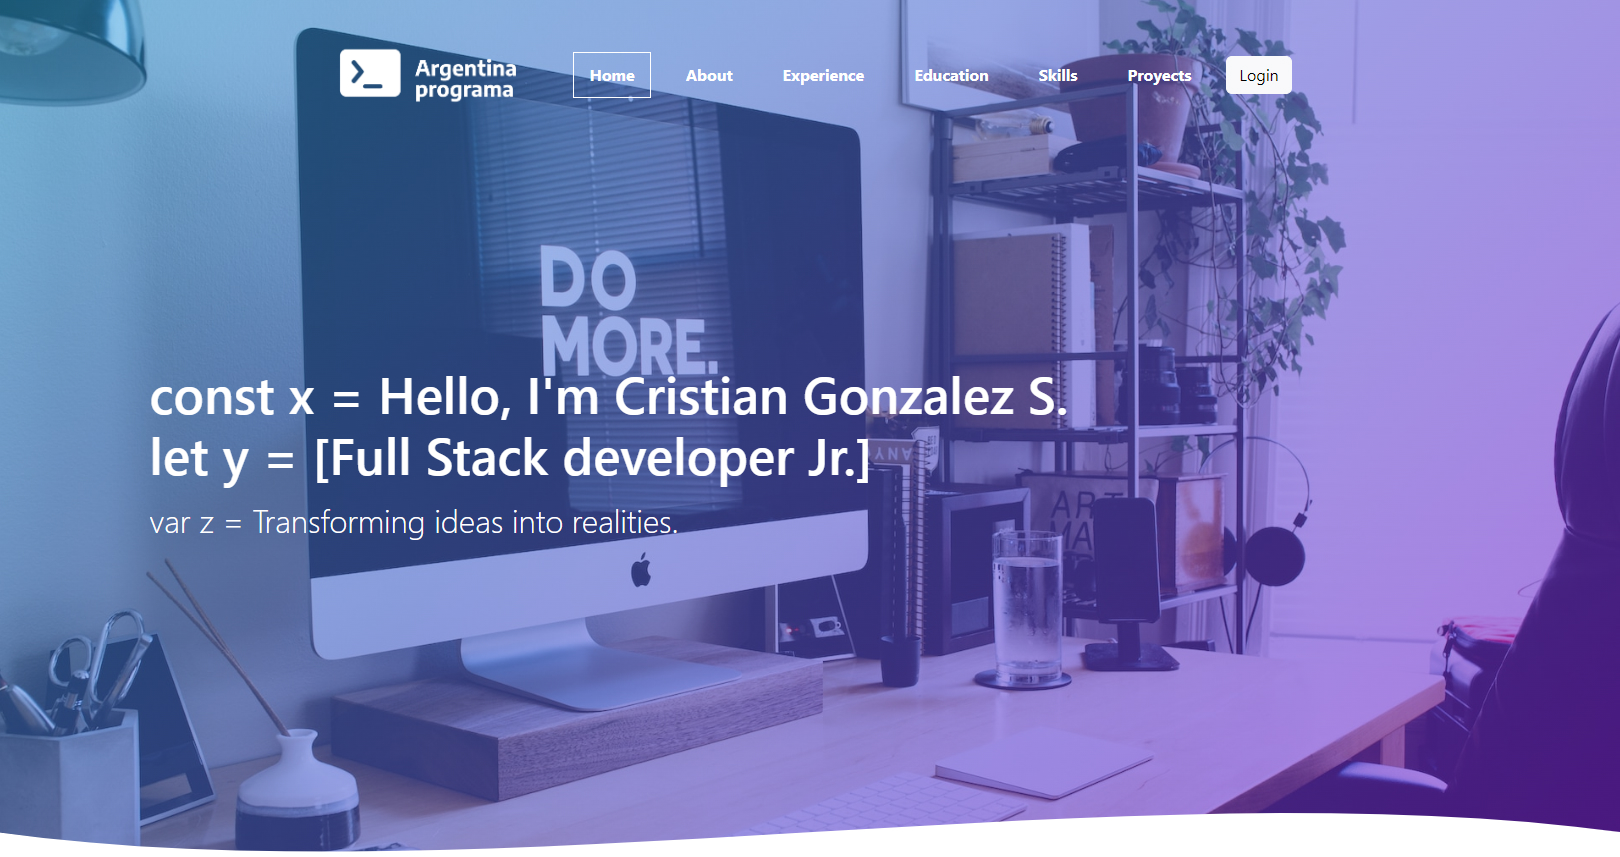 Argentina
programa
Home
About
Experience
Education
Skills
Proyects
Login
DO
MORE.
const x = Hello, I'm Cristian Gonzalez S.
let y = [Full Stack developer Jr.]
var z = Transforming ideas into realities.